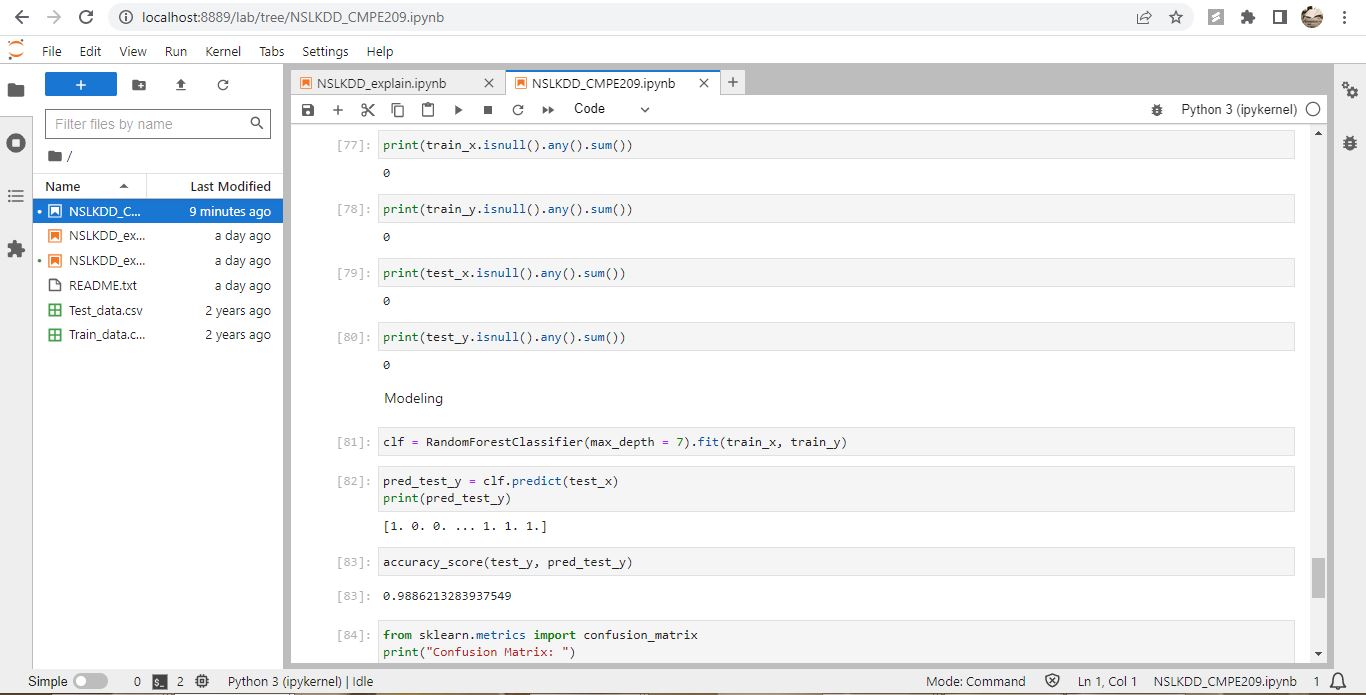 localhost:8889/lab/tree/NSLKDD_CMPE209.ipynb
File Edit View Run Kernel Tabs Settings Help
NSLKDD_explain.ipynb
NSLKDD_CMPE209.ipynb
Filter files by name
/
Name Last Modified
NSLKDD_C... 9 minutes ago
NSLKDD_ex... a day ago
NSLKDD_ex... a day ago
README.txt a day ago
Test_data.csv 2 years ago
Train_data.c... 2 years ago
Code
Python 3 (ipykernel)
[77]: print(train_x.isnull().any().sum())
0
[78]: print(train_y.isnull().any().sum())
0
[79]: print(test_x.isnull().any().sum())
0
[80]: print(test_y.isnull().any().sum())
0
Modeling
[81]: clf = RandomForestClassifier(max_depth = 7).fit(train_x, train_y)
[82]: pred_test_y = clf.predict(test_x)
print(pred_test_y)
[1. 0. 0. ... 1. 1. 1.]
[83]: accuracy_score(test_y, pred_test_y)
[83]: 0.9886213283937549
[84]: from sklearn.metrics import confusion_matrix
print("Confusion Matrix: ")
Simple 0 2 Python 3 (ipykernel) | Idle Mode: Command Ln 1, Col 1 NSLKDD_CMPE209.ipynb 1